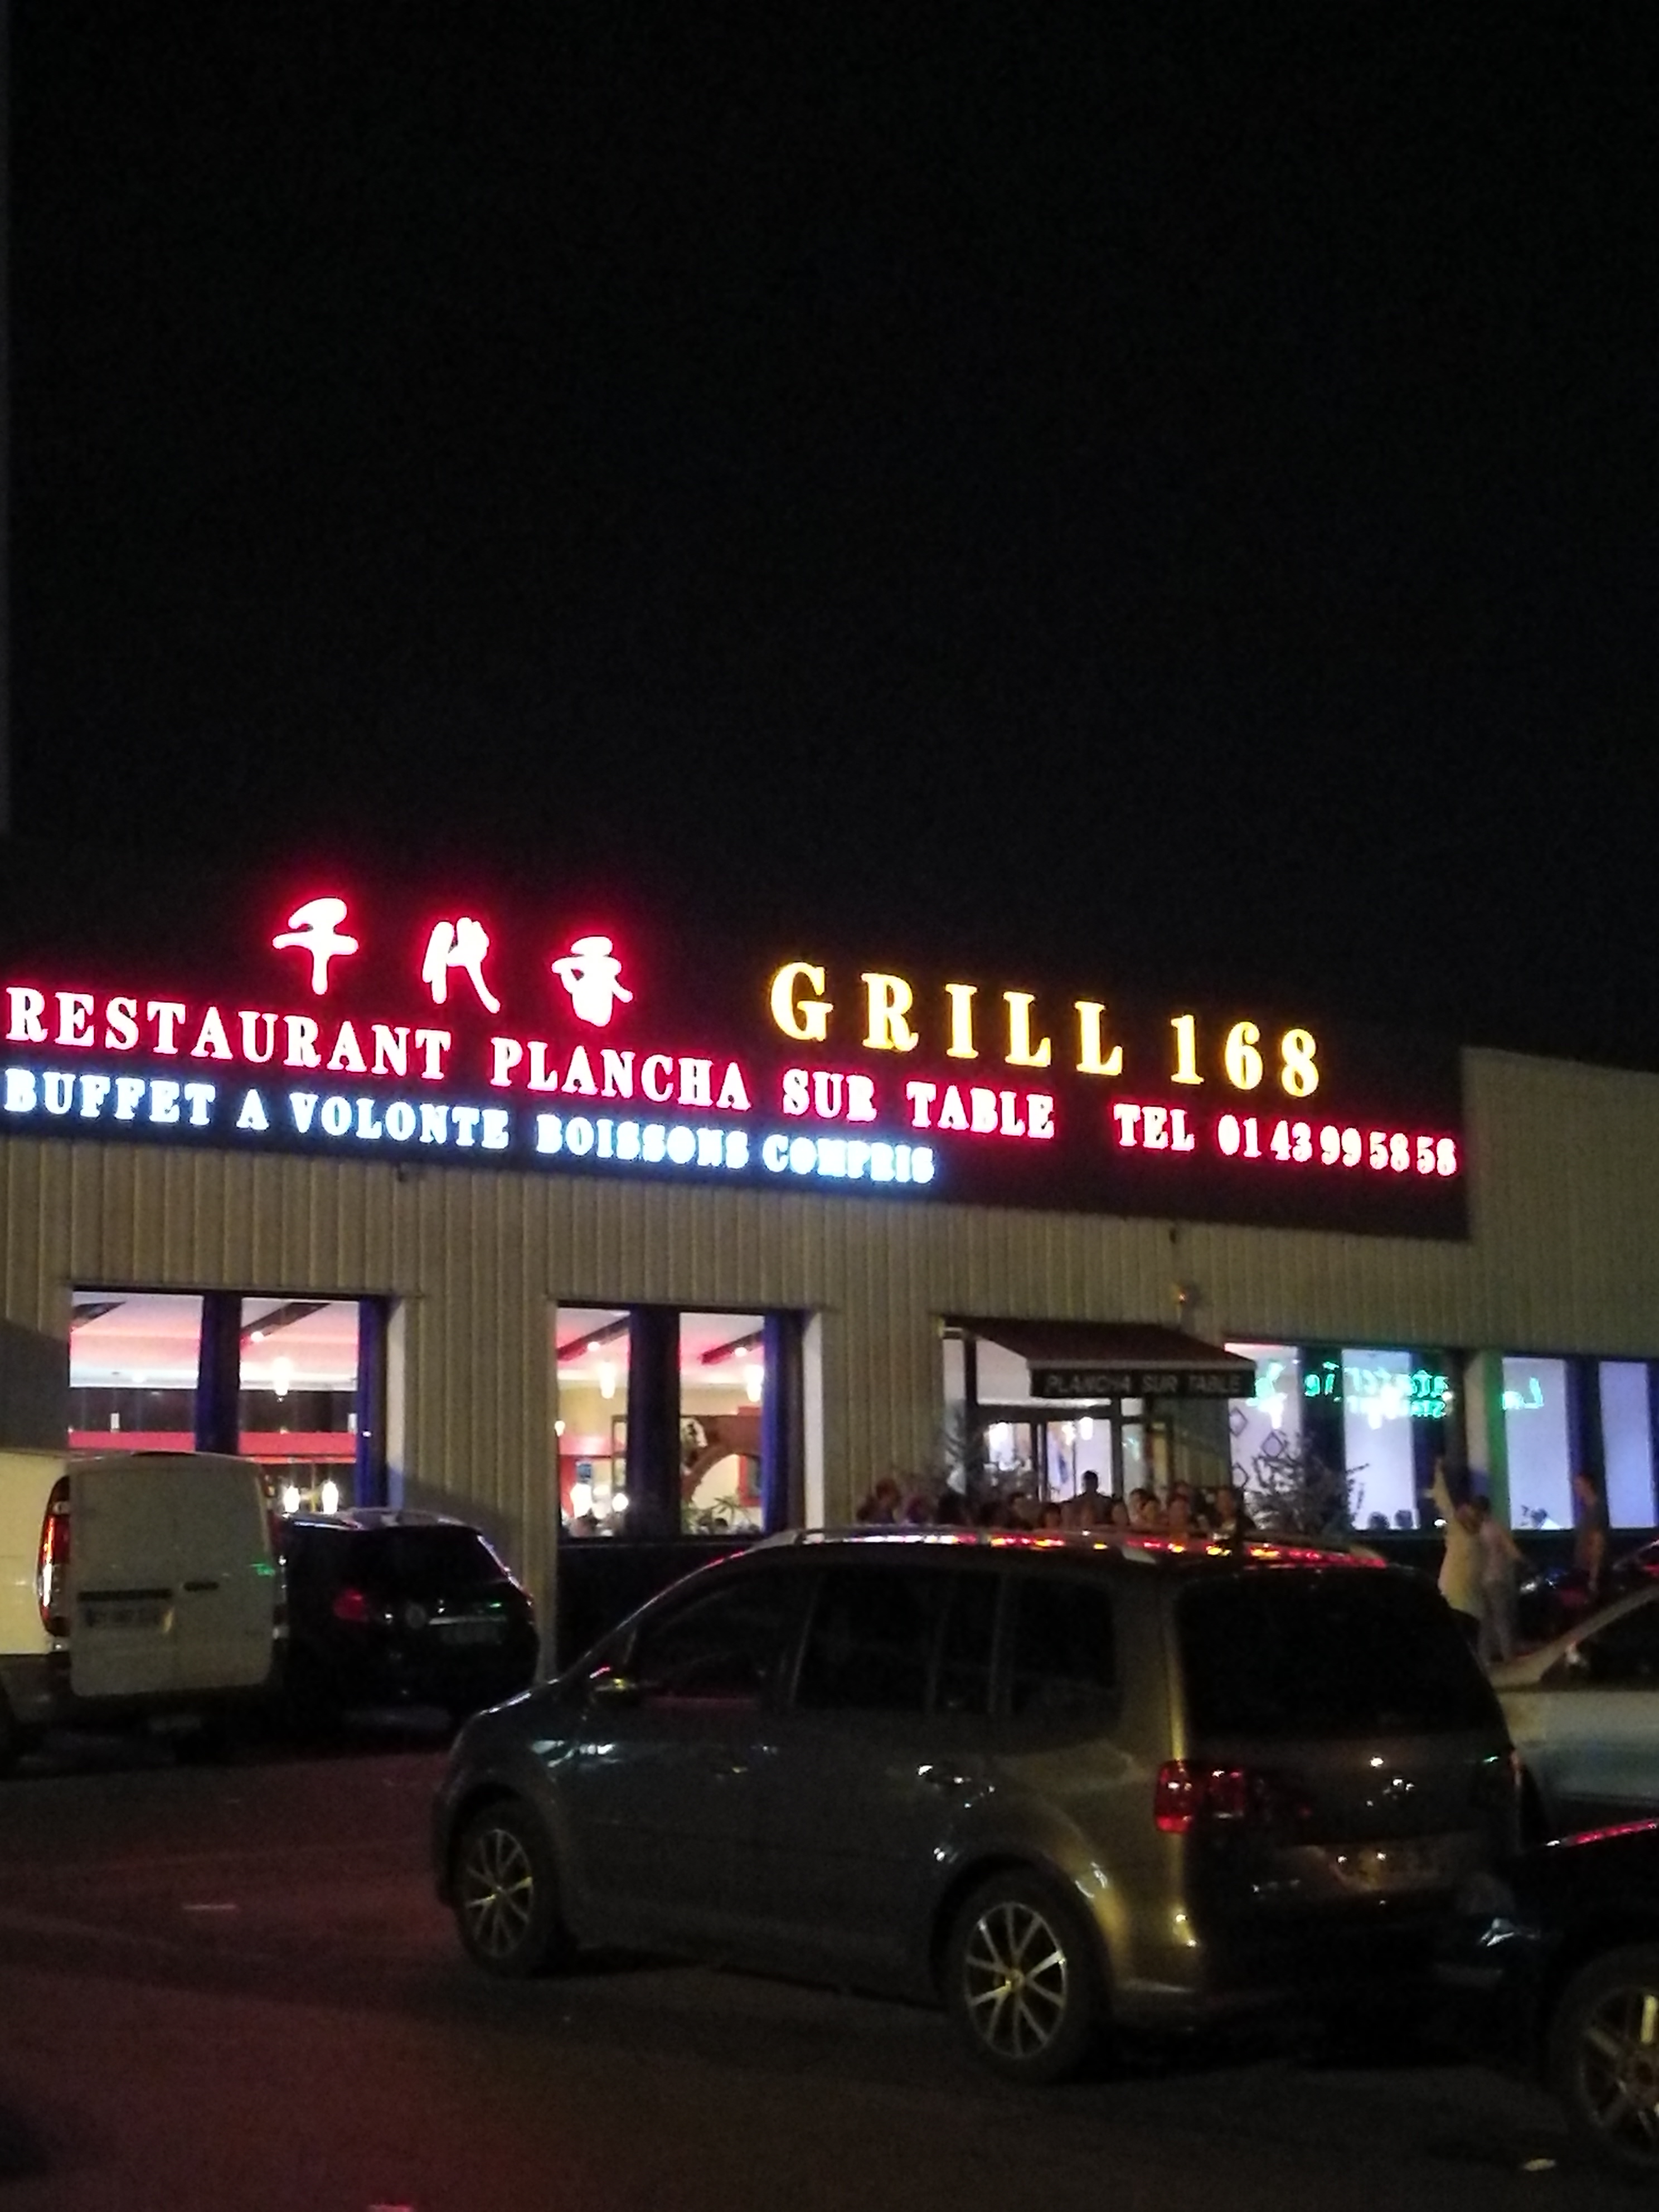 千代香 GRILL 168
RESTAURANT PLANCHA SUR TABLE TEL 01 43 99 58 58
BUFFET A VOLONTE BOISSONS COMPRIS
PLANCHA SUR TABLE